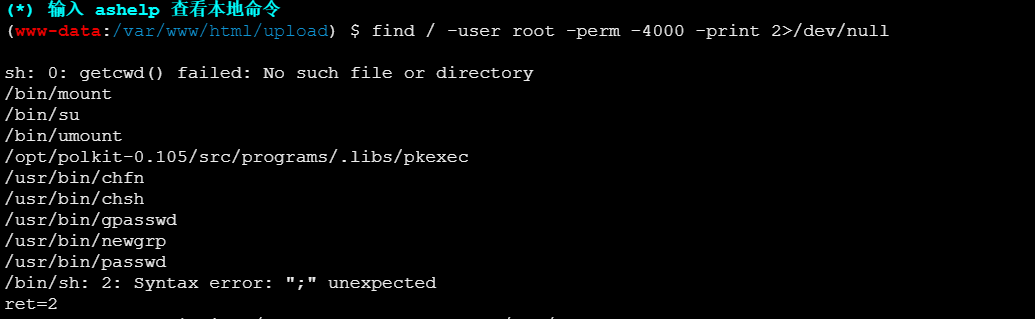 (*) 输入 ashelp 查看本地命令
(www-data:/var/www/html/upload) $ find / -user root -perm -4000 -print 2>/dev/null
sh: 0: getcwd() failed: No such file or directory
/bin/mount
/bin/su
/bin/umount
/opt/polkit-0.105/src/programs/.libs/pkexec
/usr/bin/chfn
/usr/bin/chsh
/usr/bin/gpasswd
/usr/bin/newgrp
/usr/bin/passwd
/bin/sh: 2: Syntax error: ";" unexpected
ret=2